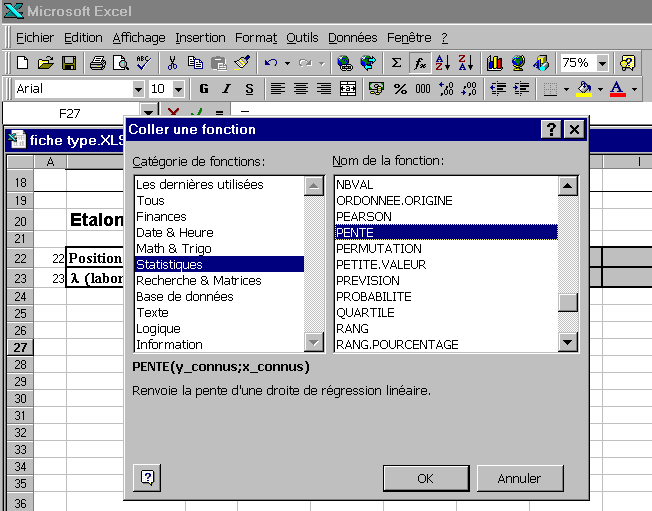 Microsoft Excel
Fichier Edition Affichage Insertion Format Outils Données Fenêtre ?
Σ fx 75%
Arial 10 G I S % 000
F27 =
fiche type.XLS
Coller une fonction
A
I
18
19
20
21
22
23
24
25
26
27
28
29
30
31
32
33
34
35
36
Etalon
22 Position
23 λ (labor
Catégorie de fonctions:
Les dernières utilisées
Tous
Finances
Date & Heure
Math & Trigo
Statistiques
Recherche & Matrices
Base de données
Texte
Logique
Information
Nom de la fonction:
NBVAL
ORDONNEE.ORIGINE
PEARSON
PENTE
PERMUTATION
PETITE.VALEUR
PREVISION
PROBABILITE
QUARTILE
RANG
RANG.POURCENTAGE
PENTE(y_connus;x_connus)
Renvoie la pente d'une droite de régression linéaire.
OK
Annuler